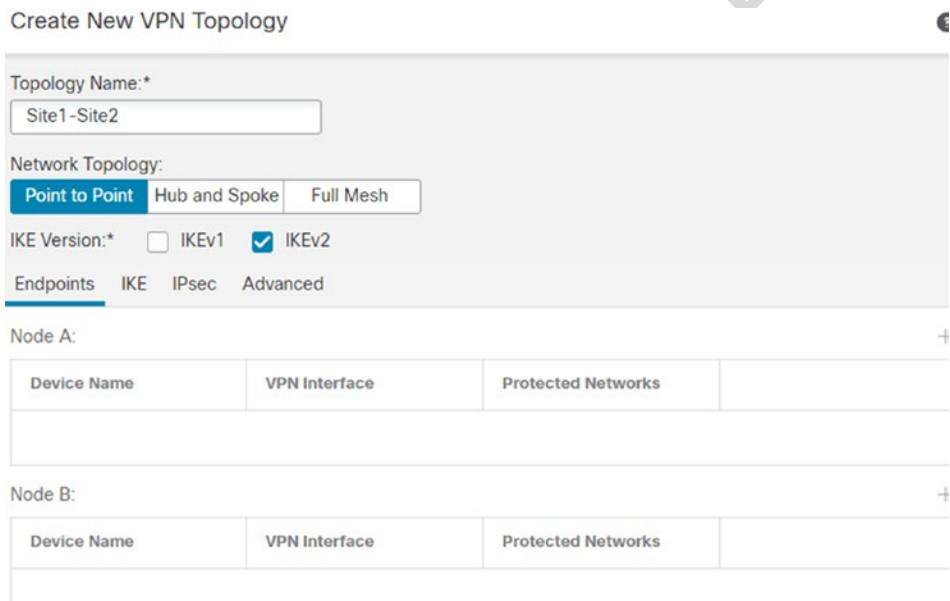 Create New VPN Topology
Topology Name:*
Site1-Site2
Network Topology:
Point to Point Hub and Spoke Full Mesh
IKE Version:* IKEv1 IKEv2
Endpoints IKE IPsec Advanced
Node A:
Device Name VPN Interface Protected Networks
Node B:
Device Name VPN Interface Protected Networks